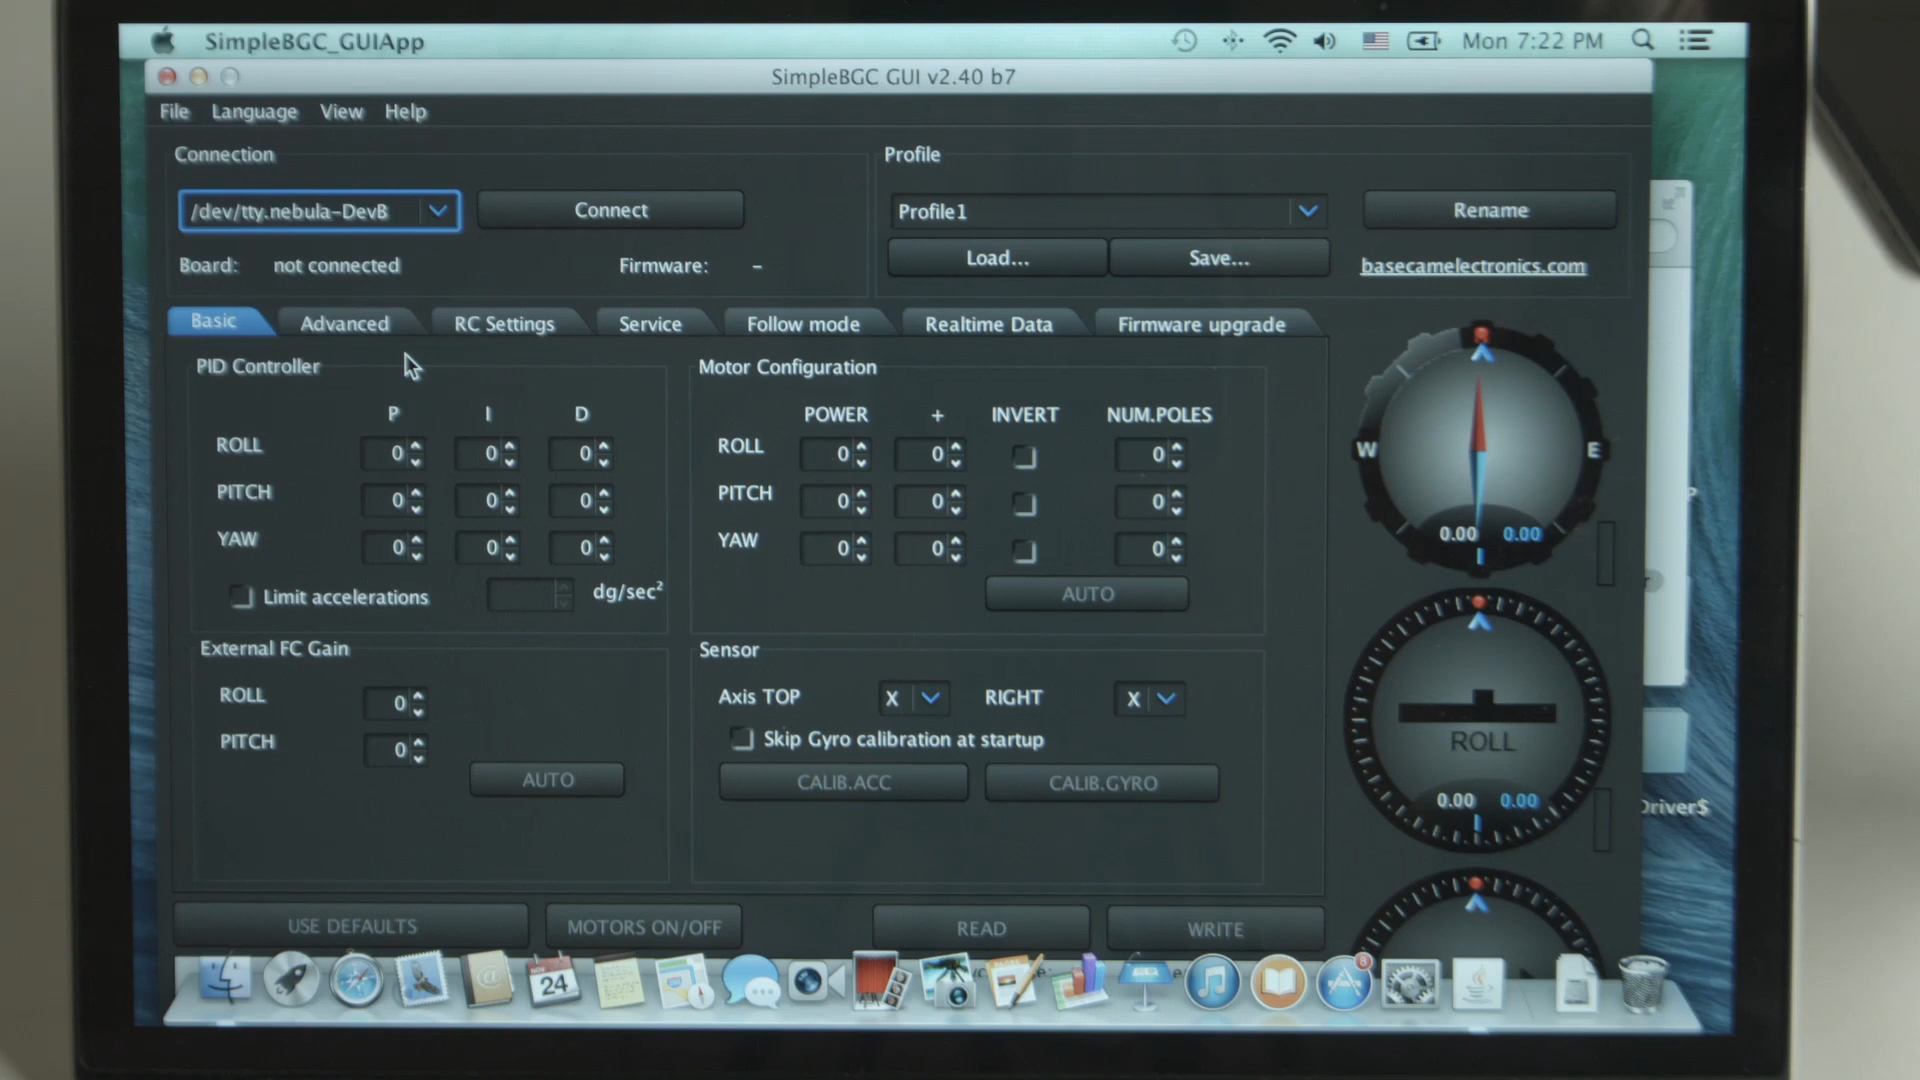 SimpleBGC_GUIApp
Mon 7:22 PM
SimpleBGC GUI v2.40 b7
File Language View Help
Connection
/dev/tty.nebula-DevB
Connect
Board: not connected
Firmware: -
Profile
Profile1
Rename
Load...
Save...
basecamelectronics.com
Basic Advanced RC Settings Service Follow mode Realtime Data Firmware upgrade
PID Controller
P I D
ROLL 0 0 0
PITCH 0 0 0
YAW 0 0 0
Limit accelerations dg/sec²
Motor Configuration
POWER + INVERT NUM.POLES
ROLL 0 0 0
PITCH 0 0 0
YAW 0 0 0
AUTO
External FC Gain
ROLL 0
PITCH 0
AUTO
Sensor
Axis TOP X RIGHT X
Skip Gyro calibration at startup
CALIB.ACC CALIB.GYRO
W E
0.00 0.00
ROLL
0.00 0.00
Driver$
USE DEFAULTS MOTORS ON/OFF READ WRITE
NOV
24
@
8